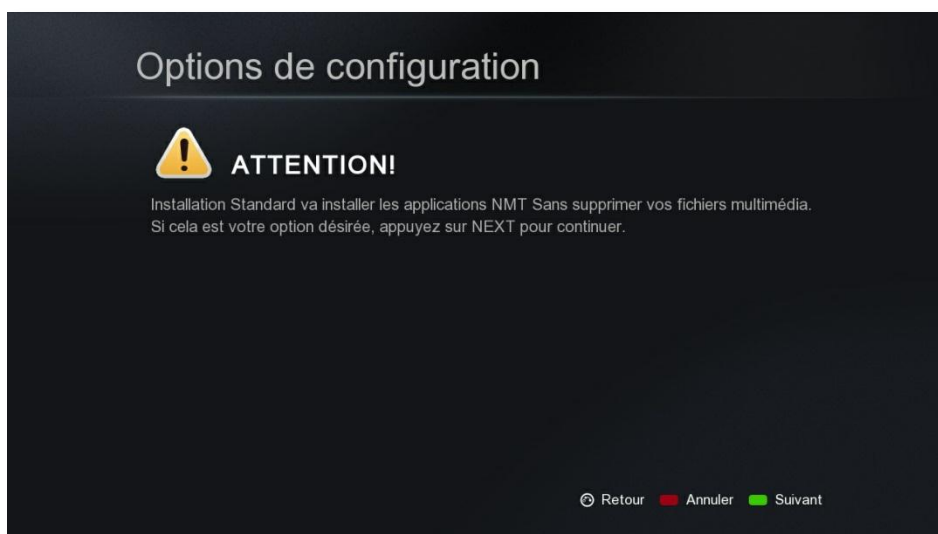 Options de configuration
ATTENTION!
Installation Standard va installer les applications NMT Sans supprimer vos fichiers multimédia.
Si cela est votre option désirée, appuyez sur NEXT pour continuer.
Retour Annuler Suivant